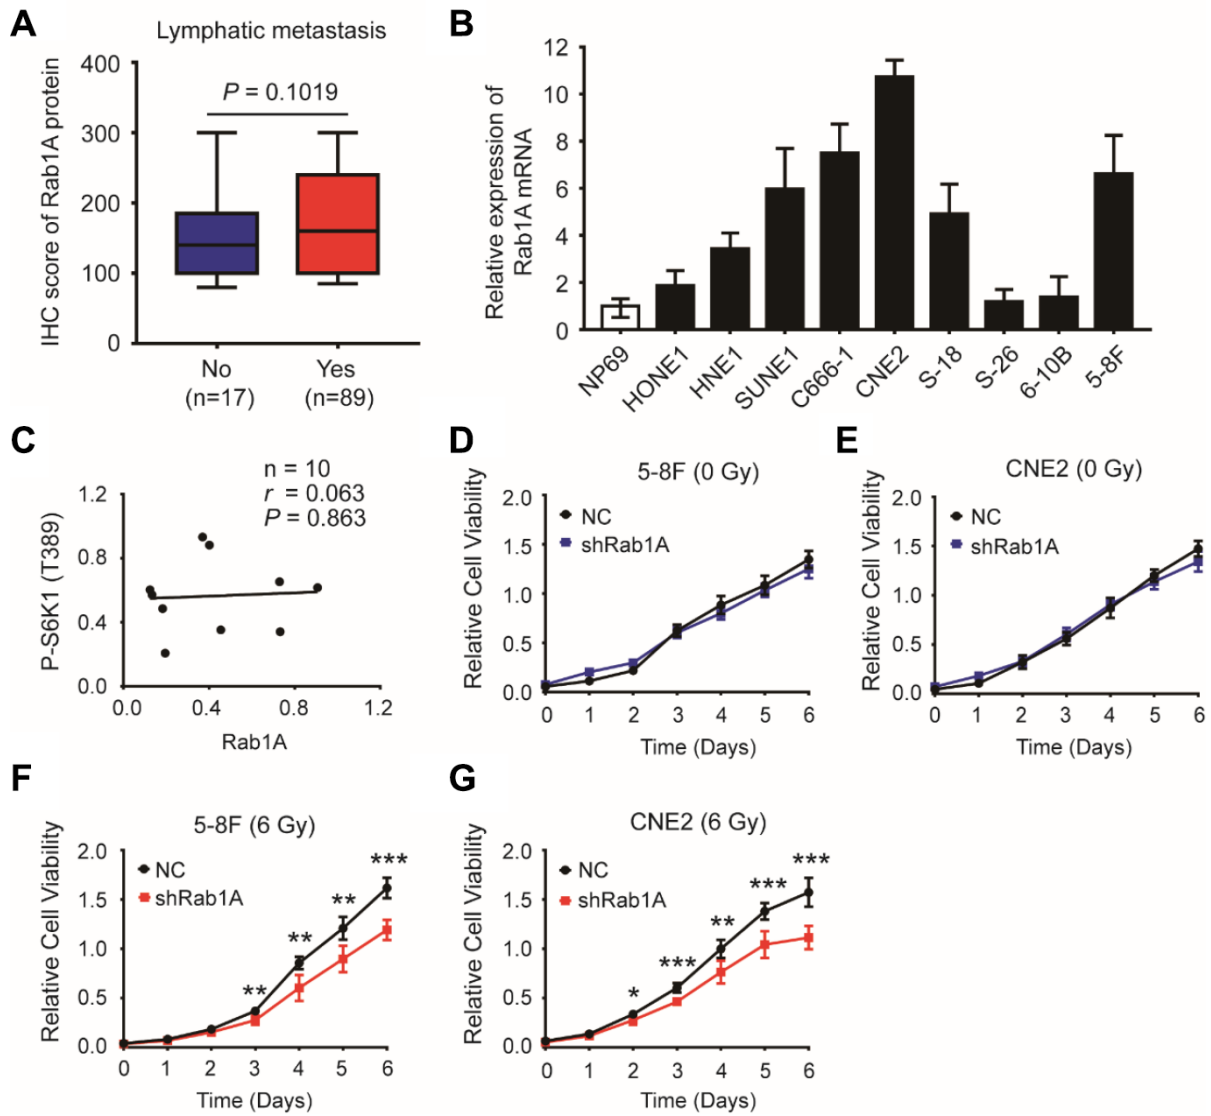 A
Lymphatic metastasis
IHC score of Rab1A protein
400
300
200
100
0
P = 0.1019
No
(n=17)
Yes
(n=89)
B
Relative expression of
Rab1A mRNA
12
10
8
6
4
2
0
NP69
HONE1
HNE1
SUNE1
C666-1
CNE2
S-18
S-26
6-10B
5-8F
C
n = 10
r = 0.063
P = 0.863
P-S6K1 (T389)
1.2
0.8
0.4
0.0
0.0 0.4 0.8 1.2
Rab1A
D
5-8F (0 Gy)
Relative Cell Viability
2.0
1.5
1.0
0.5
0.0
NC
shRab1A
0 1 2 3 4 5 6
Time (Days)
E
CNE2 (0 Gy)
Relative Cell Viability
2.0
1.5
1.0
0.5
0.0
NC
shRab1A
0 1 2 3 4 5 6
Time (Days)
F
5-8F (6 Gy)
Relative Cell Viability
2.0
1.5
1.0
0.5
0.0
NC
shRab1A
**
**
**
***
0 1 2 3 4 5 6
Time (Days)
G
CNE2 (6 Gy)
Relative Cell Viability
2.0
1.5
1.0
0.5
0.0
NC
shRab1A
*
***
**
***
***
0 1 2 3 4 5 6
Time (Days)